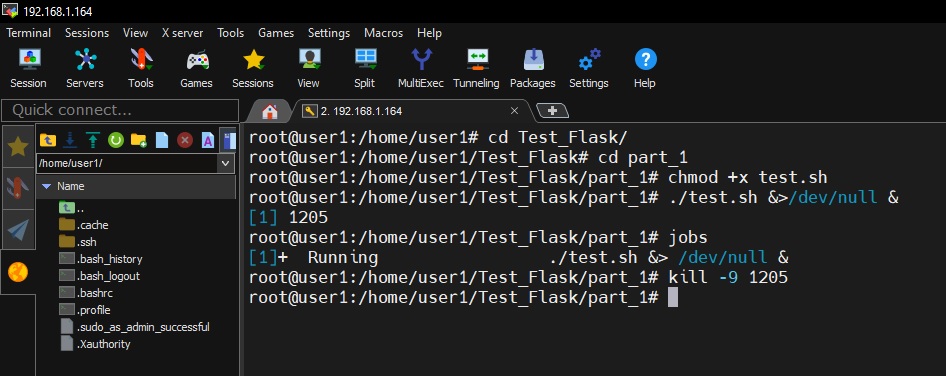 192.168.1.164
Terminal Sessions View X server Tools Games Settings Macros Help
Session Servers Tools Games Sessions View Split MultiExec Tunneling Packages Settings Help
Quick connect...
2. 192.168.1.164
/home/user1/
Name
..
.cache
.ssh
.bash_history
.bash_logout
.bashrc
.profile
.sudo_as_admin_successful
.Xauthority
root@user1:/home/user1# cd Test_Flask/
root@user1:/home/user1/Test_Flask# cd part_1
root@user1:/home/user1/Test_Flask/part_1# chmod +x test.sh
root@user1:/home/user1/Test_Flask/part_1# ./test.sh &>/dev/null &
[1] 1205
root@user1:/home/user1/Test_Flask/part_1# jobs
[1]+  Running                 ./test.sh &> /dev/null &
root@user1:/home/user1/Test_Flask/part_1# kill -9 1205
root@user1:/home/user1/Test_Flask/part_1#